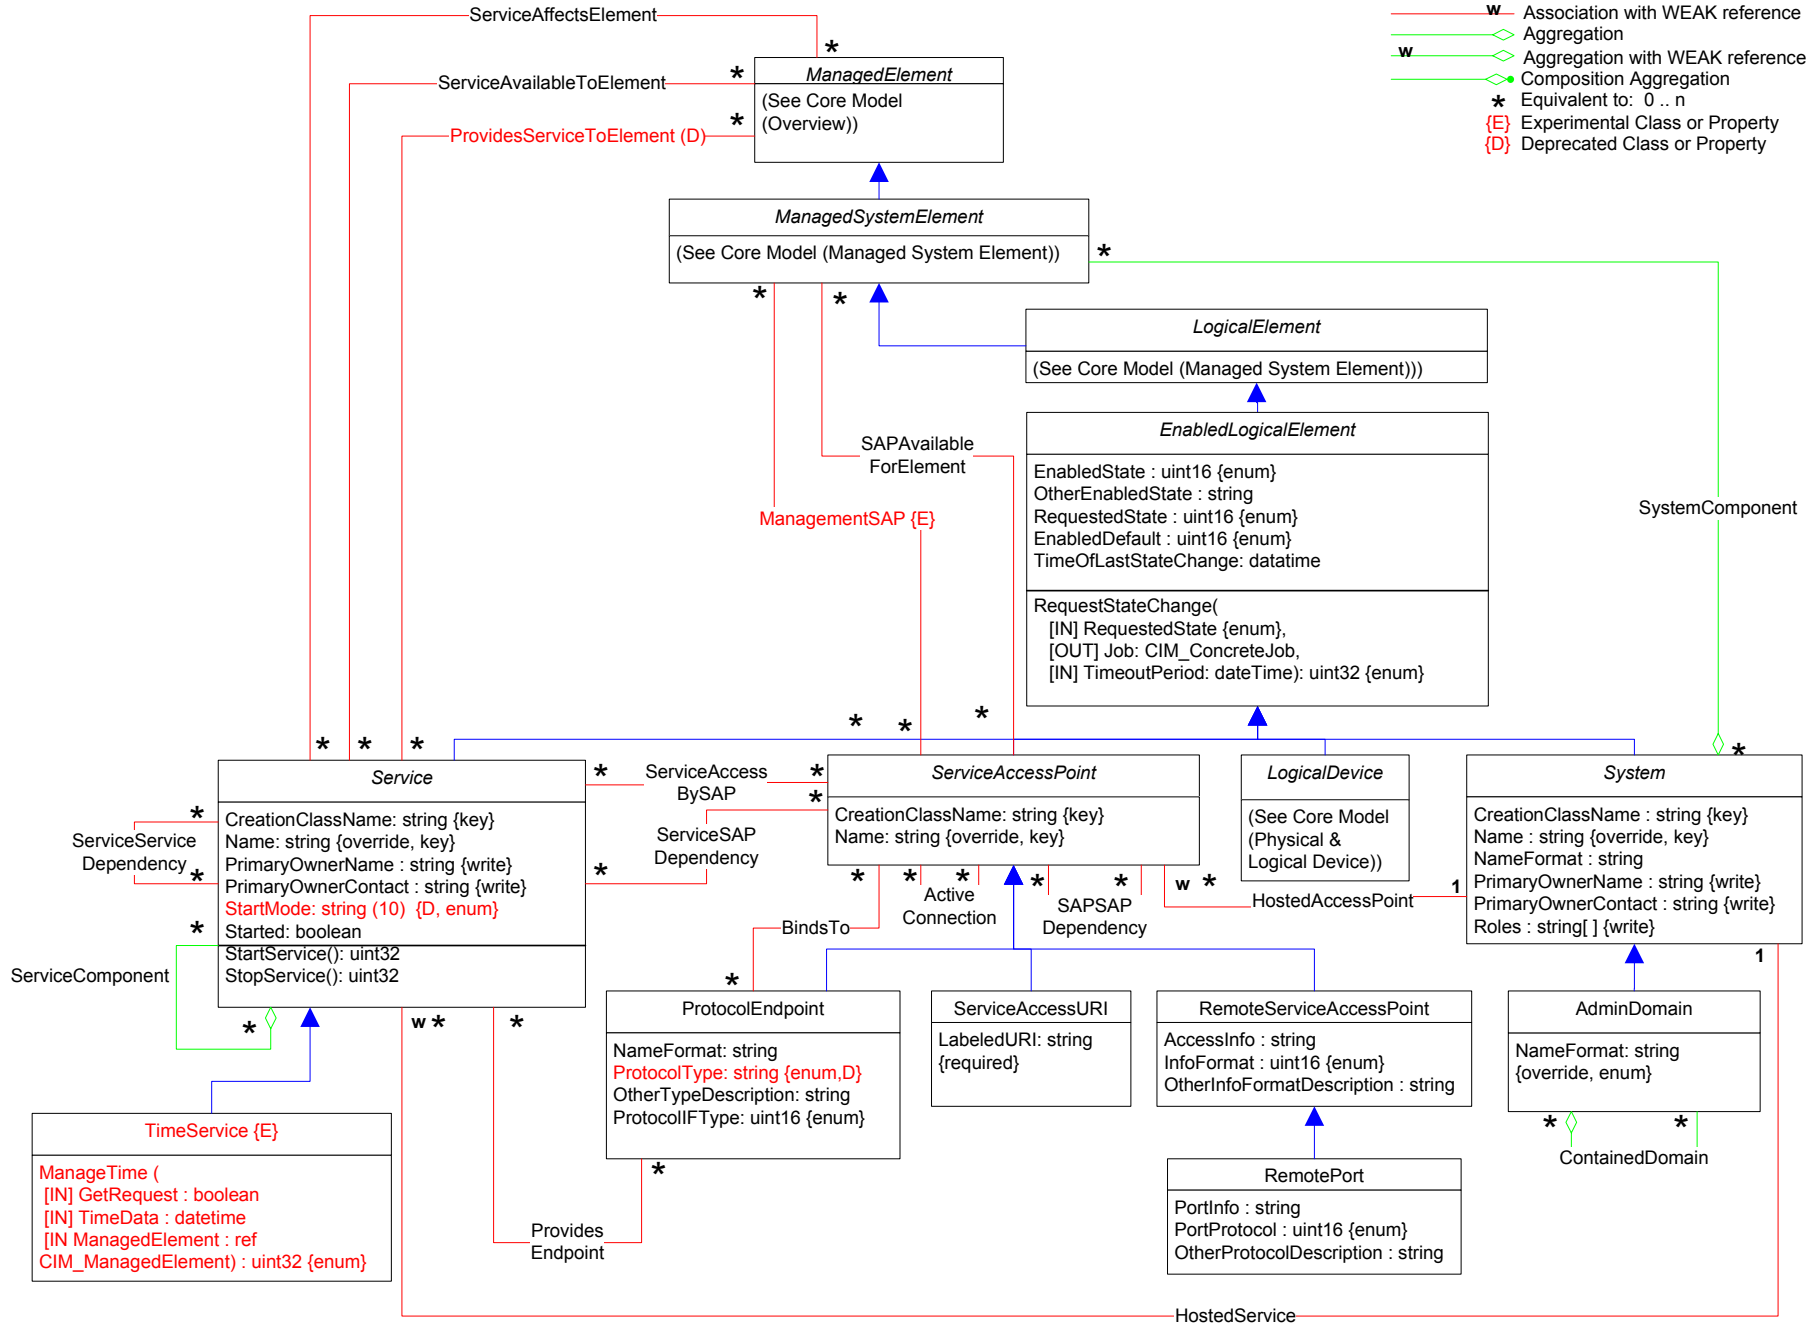 ServiceAffectsElement
w Association with WEAK reference
Aggregation
w Aggregation with WEAK reference
Composition Aggregation
* Equivalent to: 0 .. n
{E} Experimental Class or Property
{D} Deprecated Class or Property
*
ManagedElement
(See Core Model
(Overview))
ServiceAvailableToElement
*
ProvidesServiceToElement (D)
*
ManagedSystemElement
(See Core Model (Managed System Element))
*
*
*
LogicalElement
(See Core Model (Managed System Element)))
EnabledLogicalElement
EnabledState : uint16 {enum}
OtherEnabledState : string
RequestedState : uint16 {enum}
EnabledDefault : uint16 {enum}
TimeOfLastStateChange: datatime
RequestStateChange(
[IN] RequestedState {enum},
[OUT] Job: CIM_ConcreteJob,
[IN] TimeoutPeriod: dateTime): uint32 {enum}
SAPAvailable
ForElement
ManagementSAP {E}
SystemComponent
* * *
* * *
*
Service
CreationClassName: string {key}
Name: string {override, key}
PrimaryOwnerName : string {write}
PrimaryOwnerContact : string {write}
StartMode: string (10) {D, enum}
Started: boolean
StartService(): uint32
StopService(): uint32
*
ServiceService
Dependency
*
*
ServiceComponent
*
* ServiceAccess *
BySAP
*
ServiceSAP
Dependency
*
ServiceAccessPoint
CreationClassName: string {key}
Name: string {override, key}
LogicalDevice
(See Core Model
(Physical &
Logical Device))
System
CreationClassName : string {key}
Name : string {override, key}
NameFormat : string
PrimaryOwnerName : string {write}
PrimaryOwnerContact : string {write}
Roles : string[ ] {write}
* * * * * w *
Active
Connection
SAPSAP
Dependency
HostedAccessPoint
1
BindsTo
*
1
w *
*
ProtocolEndpoint
NameFormat: string
ProtocolType: string {enum,D}
OtherTypeDescription: string
ProtocolIFType: uint16 {enum}
ServiceAccessURI
LabeledURI: string
{required}
RemoteServiceAccessPoint
AccessInfo : string
InfoFormat : uint16 {enum}
OtherInfoFormatDescription : string
AdminDomain
NameFormat: string
{override, enum}
* *
ContainedDomain
TimeService {E}
ManageTime (
[IN] GetRequest : boolean
[IN] TimeData : datetime
[IN ManagedElement : ref
CIM_ManagedElement) : uint32 {enum}
*
Provides
Endpoint
RemotePort
PortInfo : string
PortProtocol : uint16 {enum}
OtherProtocolDescription : string
HostedService